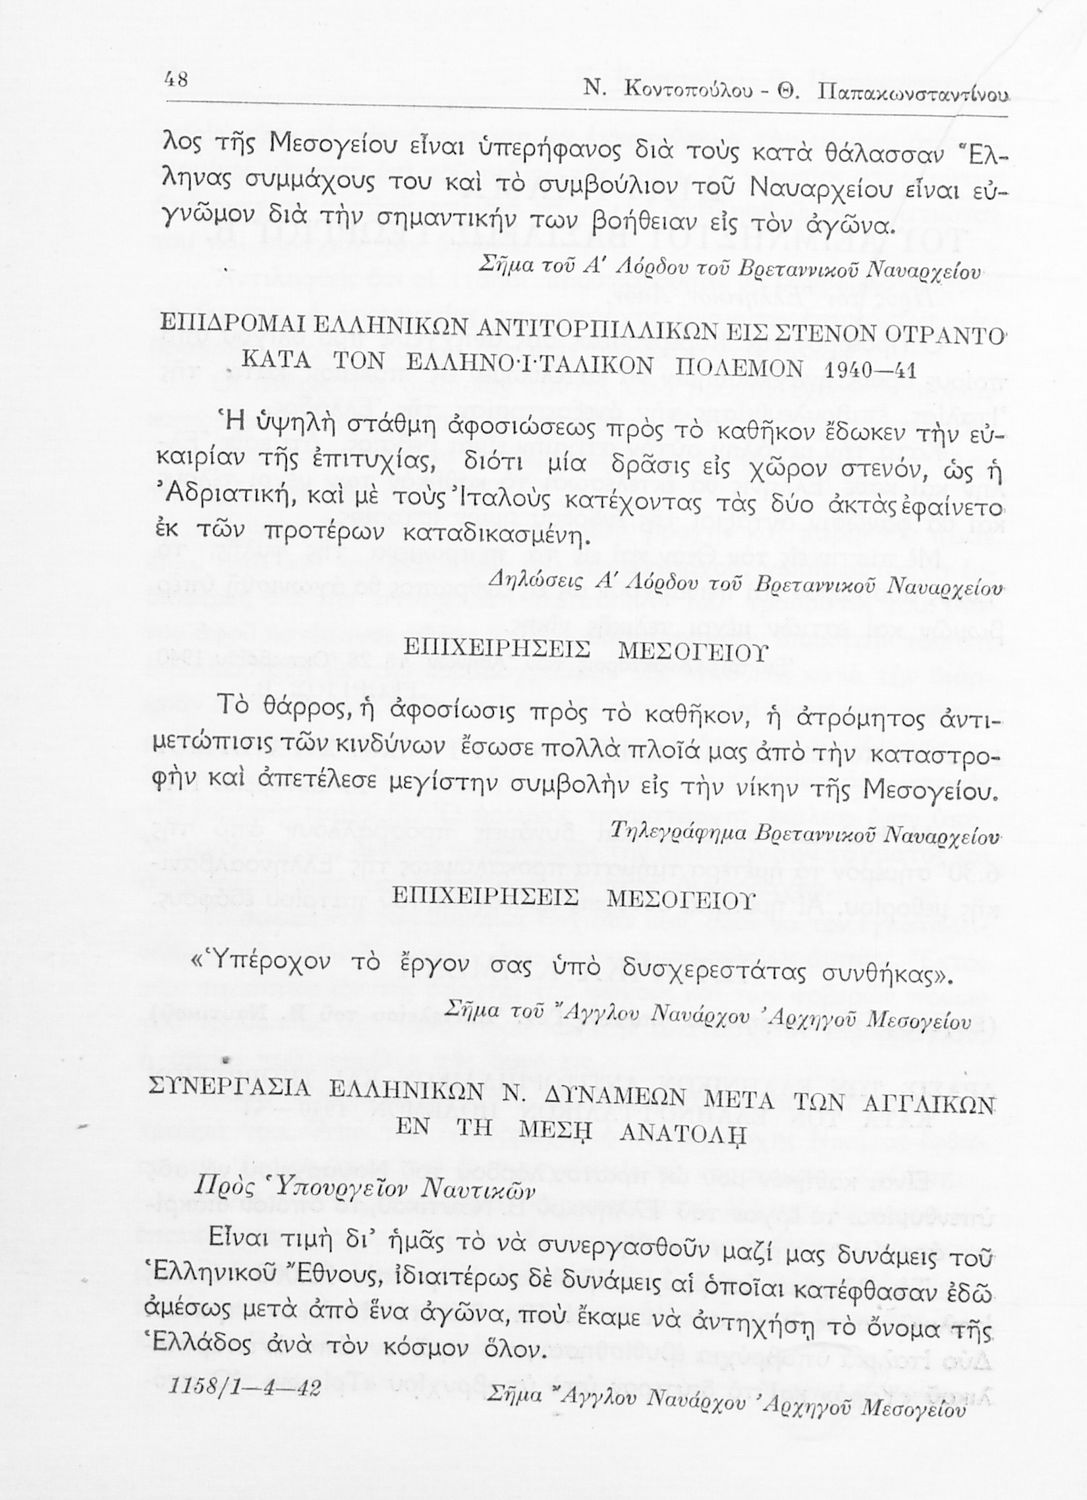 48
Ν. Κοντοπούλου - Θ. Παπακωνσταντίνου
λος τῆς Μεσογείου εἶναι ὑπερήφανος διὰ τοὺς κατὰ θάλασσαν Ἕλ-
ληνας συμμάχους του καὶ τὸ συμβούλιον τοῦ Ναυαρχείου εἶναι εὐ-
γνῶμον διὰ τὴν σημαντικήν των βοήθειαν εἰς τὸν ἀγῶνα.
Σῆμα τοῦ Α' Λόρδου τοῦ Βρεταννικοῦ Ναυαρχείου
ΕΠΙΔΡΟΜΑΙ ΕΛΛΗΝΙΚΩΝ ΑΝΤΙΤΟΡΠΙΛΛΙΚΩΝ ΕΙΣ ΣΤΕΝΟΝ ΟΤΡΑΝΤΟ
ΚΑΤΑ ΤΟΝ ΕΛΛΗΝΟ·Ι·ΤΑΛΙΚΟΝ ΠΟΛΕΜΟΝ 1940—41
Ἡ ὑψηλὴ στάθμη ἀφοσιώσεως πρὸς τὸ καθῆκον ἔδωκεν τὴν εὐ-
καιρίαν τῆς ἐπιτυχίας, διότι μία δρᾶσις εἰς χῶρον στενόν, ὡς ἡ
Ἀδριατική, καὶ μὲ τοὺς Ἰταλοὺς κατέχοντας τὰς δύο ἀκτὰς ἐφαίνετο
ἐκ τῶν προτέρων καταδικασμένη.
Δηλώσεις Α' Λόρδου τοῦ Βρεταννικοῦ Ναυαρχείου
ΕΠΙΧΕΙΡΗΣΕΙΣ ΜΕΣΟΓΕΙΟΥ
Τὸ θάρρος, ἡ ἀφοσίωσις πρὸς τὸ καθῆκον, ἡ ἀτρόμητος ἀντι-
μετώπισις τῶν κινδύνων ἔσωσε πολλὰ πλοῖά μας ἀπὸ τὴν καταστρο-
φὴν καὶ ἀπετέλεσε μεγίστην συμβολὴν εἰς τὴν νίκην τῆς Μεσογείου.
Τηλεγράφημα Βρεταννικοῦ Ναυαρχείου
ΕΠΙΧΕΙΡΗΣΕΙΣ ΜΕΣΟΓΕΙΟΥ
«Ὑπέροχον τὸ ἔργον σας ὑπὸ δυσχερεστάτας συνθήκας».
Σῆμα τοῦ Ἄγγλου Ναυάρχου Ἀρχηγοῦ Μεσογείου
ΣΥΝΕΡΓΑΣΙΑ ΕΛΛΗΝΙΚΩΝ Ν. ΔΥΝΑΜΕΩΝ ΜΕΤΑ ΤΩΝ ΑΓΓΛΙΚΩΝ
ΕΝ ΤΗ ΜΕΣῌ ΑΝΑΤΟΛῌ
Πρὸς Ὑπουργεῖον Ναυτικῶν
Εἶναι τιμὴ δι' ἡμᾶς τὸ νὰ συνεργασθοῦν μαζί μας δυνάμεις τοῦ
Ἑλληνικοῦ Ἔθνους, ἰδιαιτέρως δὲ δυνάμεις αἱ ὁποῖαι κατέφθασαν ἐδῶ
ἀμέσως μετὰ ἀπὸ ἕνα ἀγῶνα, ποὺ ἔκαμε νὰ ἀντηχήσῃ τὸ ὄνομα τῆς
Ἑλλάδος ἀνὰ τὸν κόσμον ὅλον.
1158/1—4—42
Σῆμα Ἄγγλου Ναυάρχου Ἀρχηγοῦ Μεσογείου